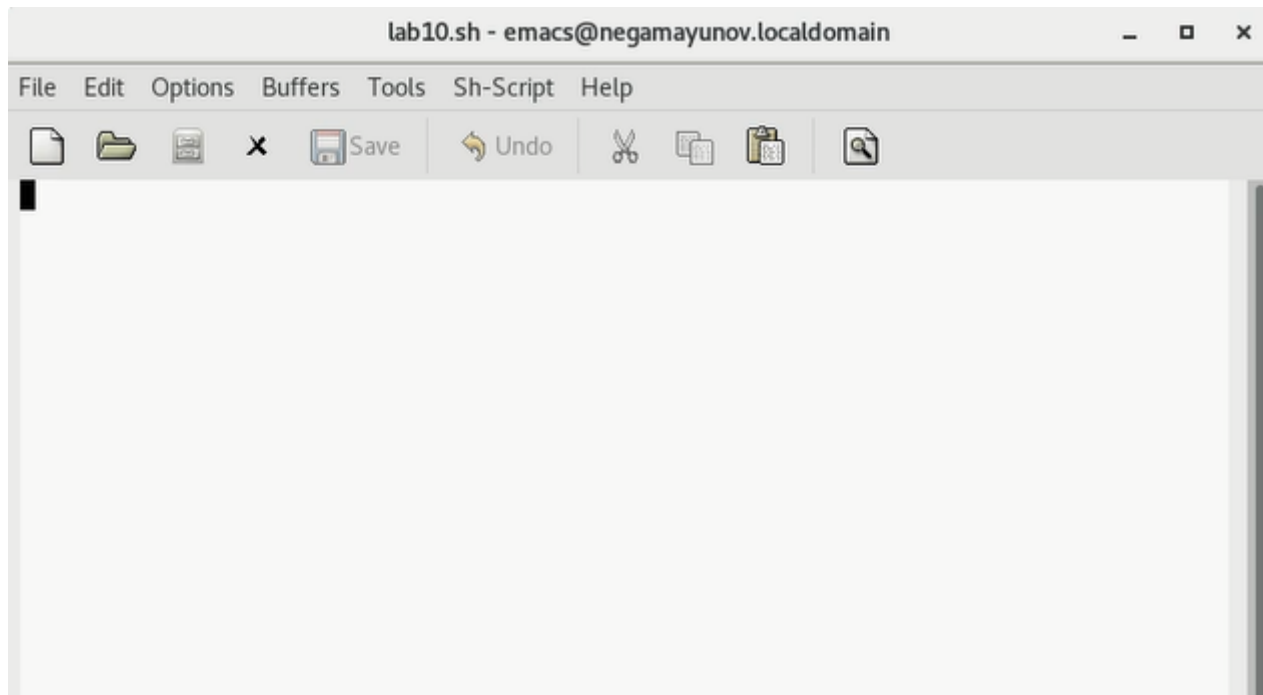 lab10.sh - emacs@negamayunov.localdomain
File Edit Options Buffers Tools Sh-Script Help
Save Undo